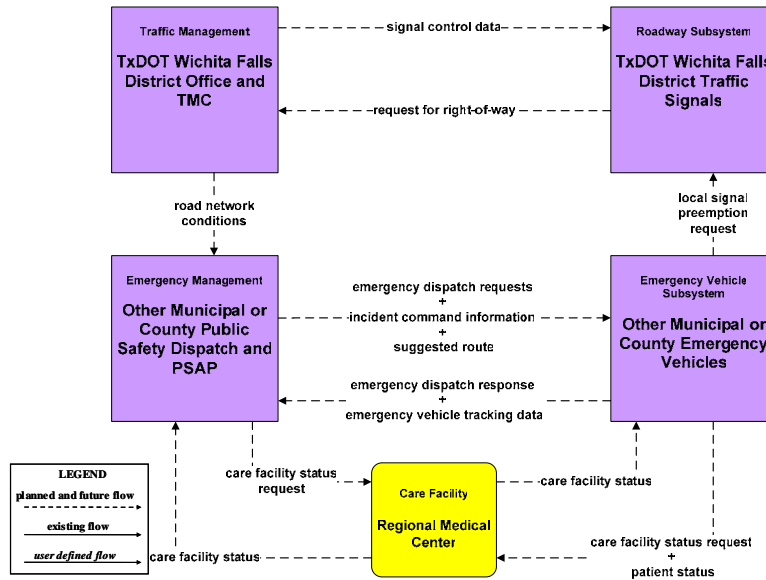 Traffic Management
TxDOT Wichita Falls
District Office and
TMC
signal control data
Roadway Subsystem
TxDOT Wichita Falls
District Traffic
Signals
request for right-of-way
road network
conditions
local signal
preemption
request
Emergency Management
Other Municipal or
County Public
Safety Dispatch and
PSAP
emergency dispatch requests
+
incident command information
+
suggested route
Emergency Vehicle
Subsystem
Other Municipal or
County Emergency
Vehicles
emergency dispatch response
+
emergency vehicle tracking data
care facility status
request
Care Facility
Regional Medical
Center
care facility status
care facility status
care facility status request
+
patient status
LEGEND
planned and future flow
existing flow
user defined flow